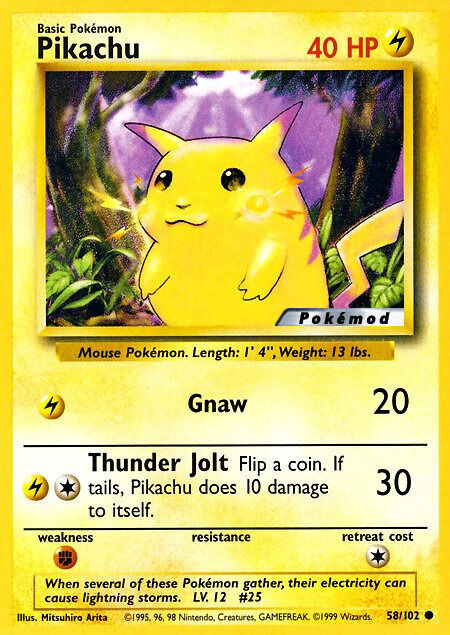 Basic Pokémon
Pikachu 40 HP
Pokémod
Mouse Pokémon. Length: 1' 4", Weight: 13 lbs.
Gnaw 20
Thunder Jolt Flip a coin. If
tails, Pikachu does 10 damage
to itself.
30
weakness resistance retreat cost
When several of these Pokémon gather, their electricity can
cause lightning storms. LV. 12 #25
Illus. Mitsuhiro Arita ©1995, 96, 98 Nintendo, Creatures, GAMEFREAK. ©1999 Wizards. 58/102